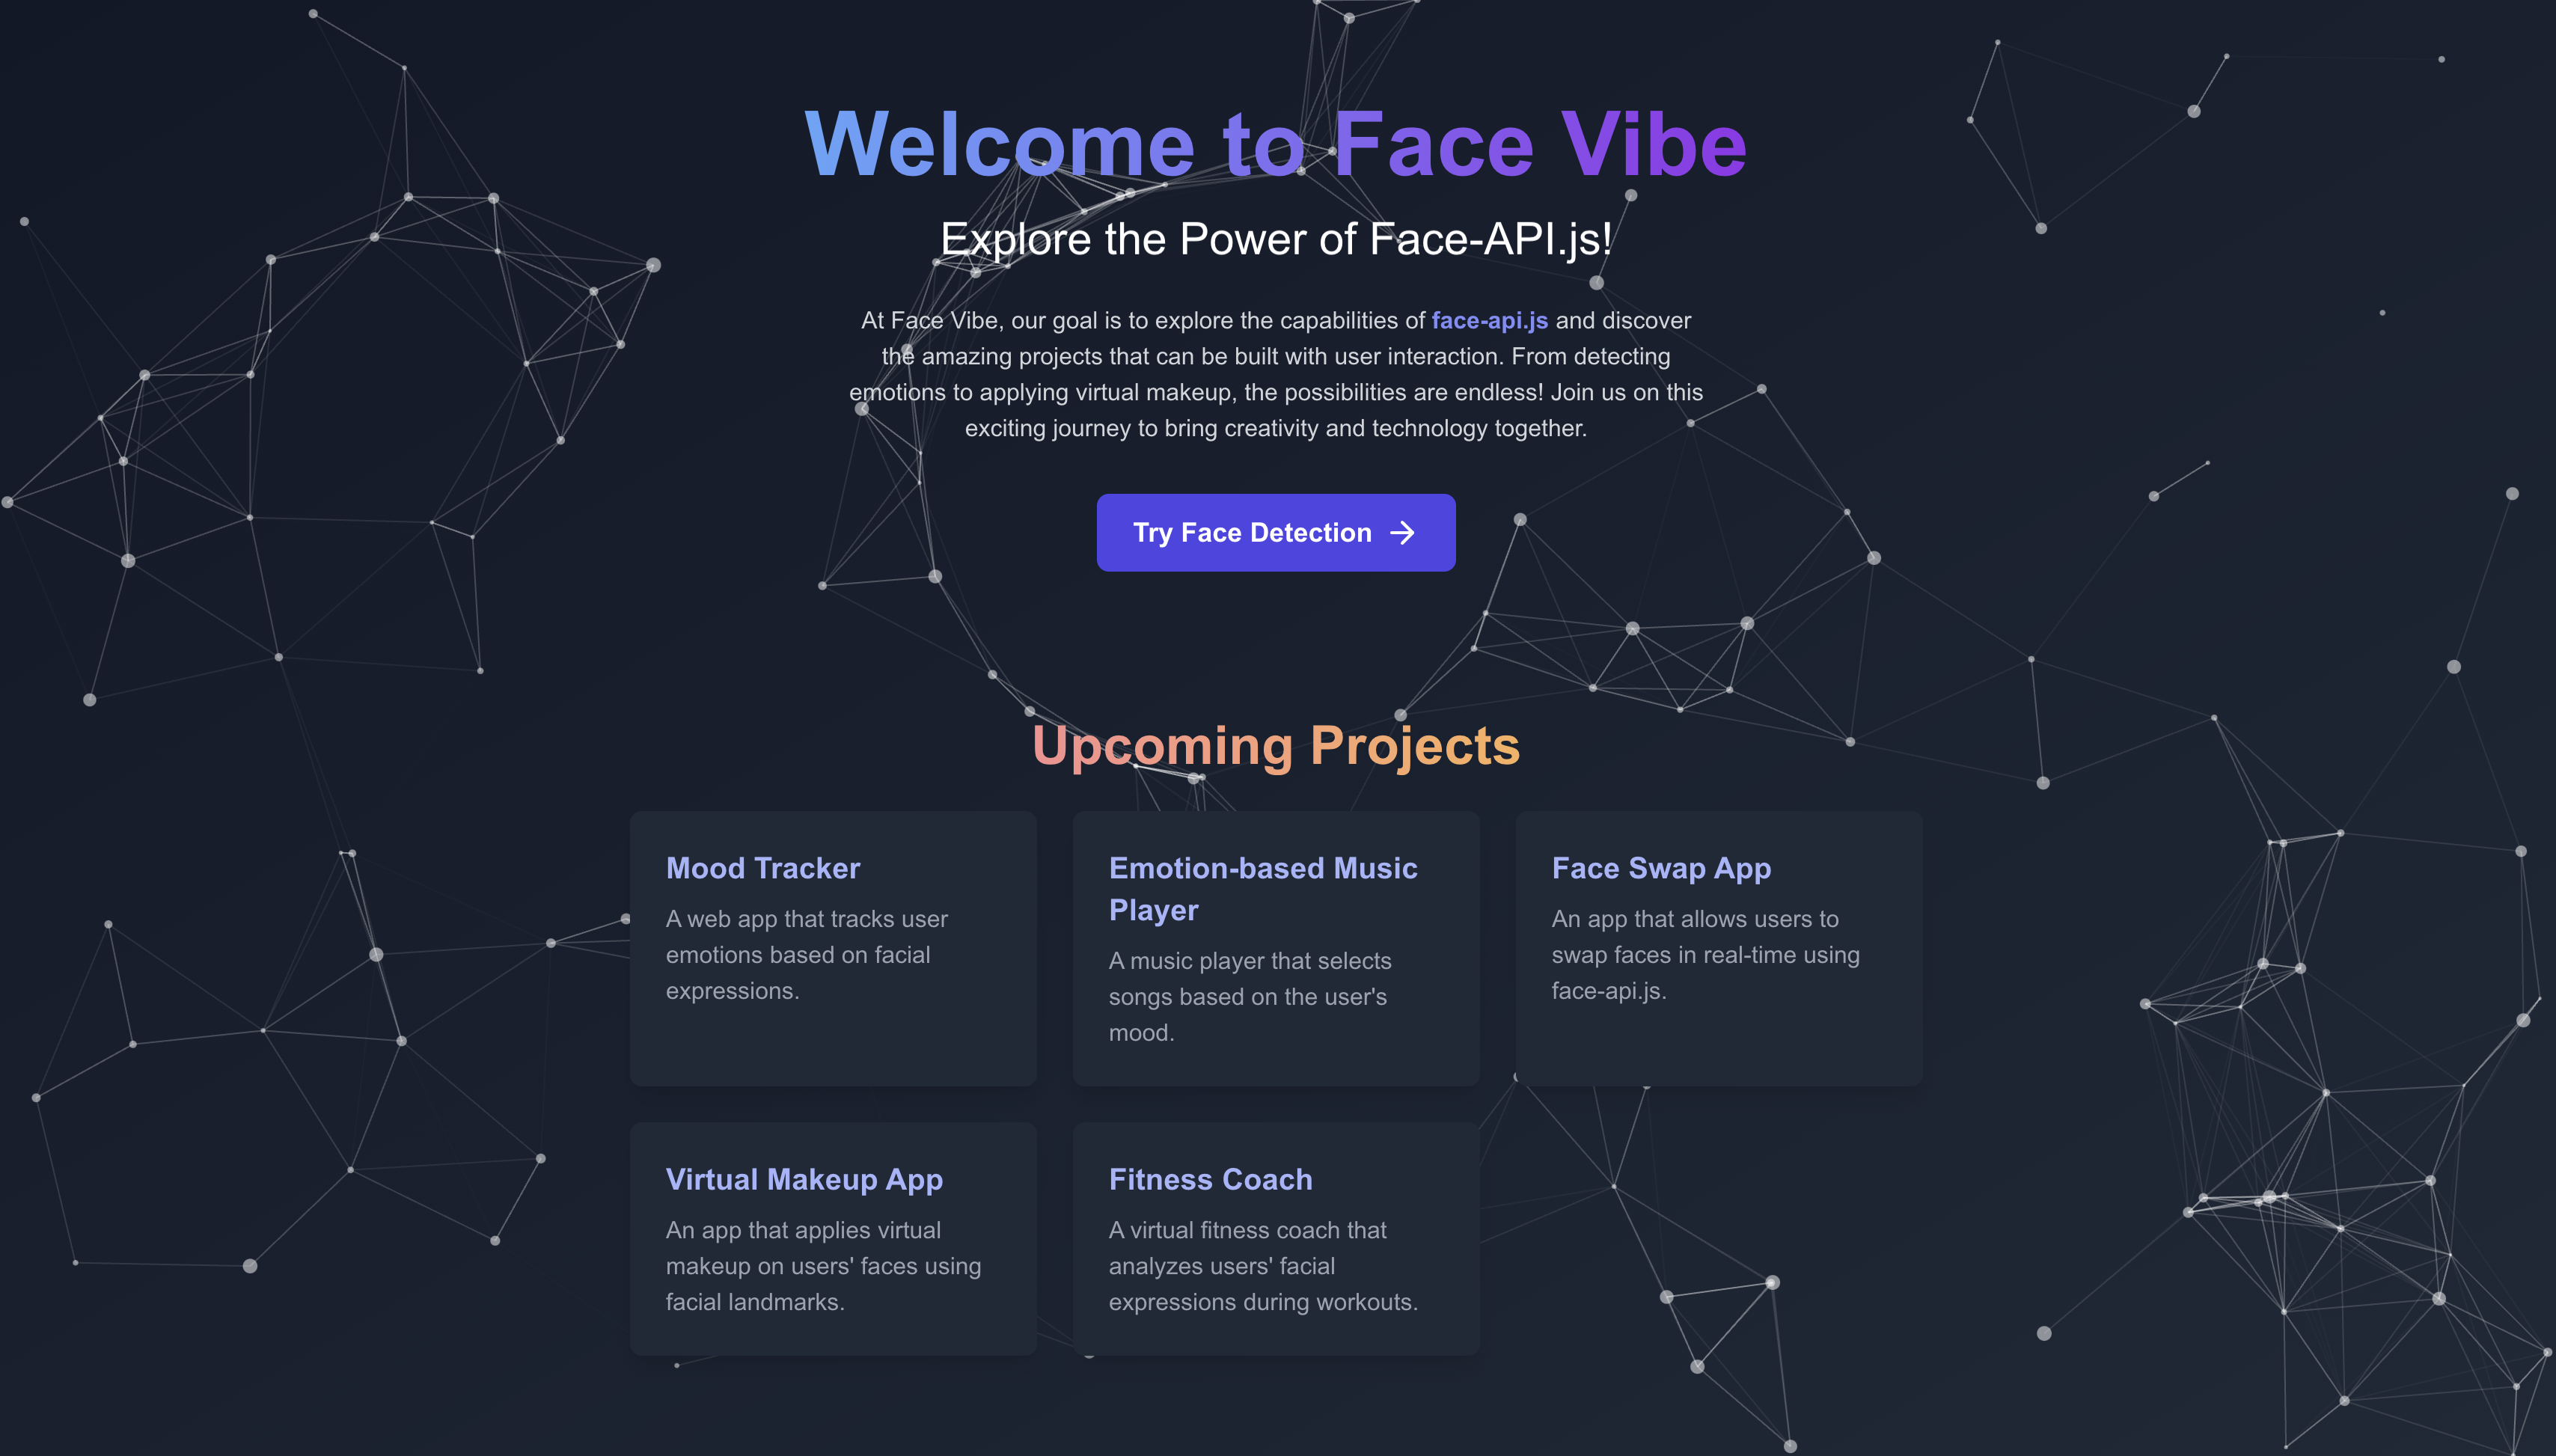 Welcome to Face Vibe
Explore the Power of Face-API.js!
At Face Vibe, our goal is to explore the capabilities of face-api.js and discover
the amazing projects that can be built with user interaction. From detecting
emotions to applying virtual makeup, the possibilities are endless! Join us on this
exciting journey to bring creativity and technology together.
Try Face Detection →
Upcoming Projects
Mood Tracker
A web app that tracks user
emotions based on facial
expressions.
Emotion-based Music
Player
A music player that selects
songs based on the user's
mood.
Face Swap App
An app that allows users to
swap faces in real-time using
face-api.js.
Virtual Makeup App
An app that applies virtual
makeup on users' faces using
facial landmarks.
Fitness Coach
A virtual fitness coach that
analyzes users' facial
expressions during workouts.